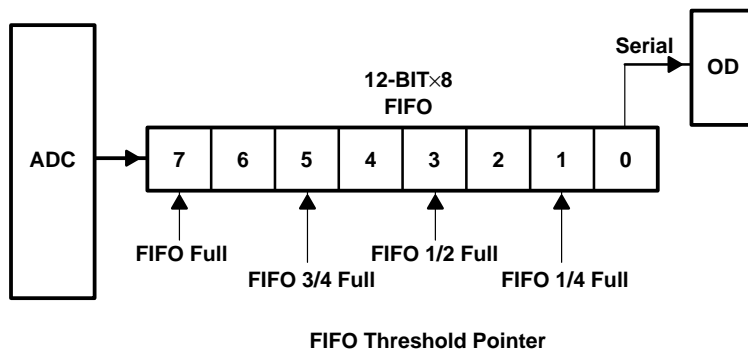 Serial
OD
12-BIT×8
FIFO
ADC
7 6 5 4 3 2 1 0
FIFO Full
FIFO 1/2 Full
FIFO 3/4 Full
FIFO 1/4 Full
FIFO Threshold Pointer